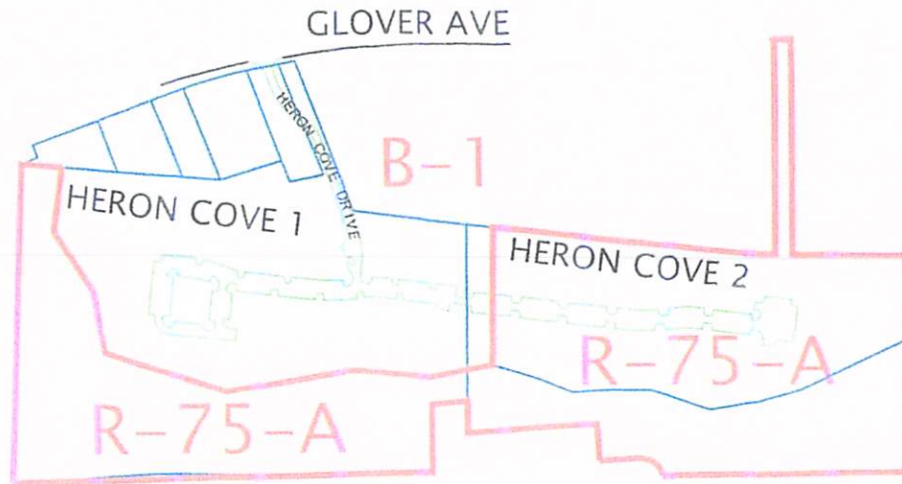 GLOVER AVE
HERON COVE DRIVE
B-1
HERON COVE 1
HERON COVE 2
R-75-A
R-75-A